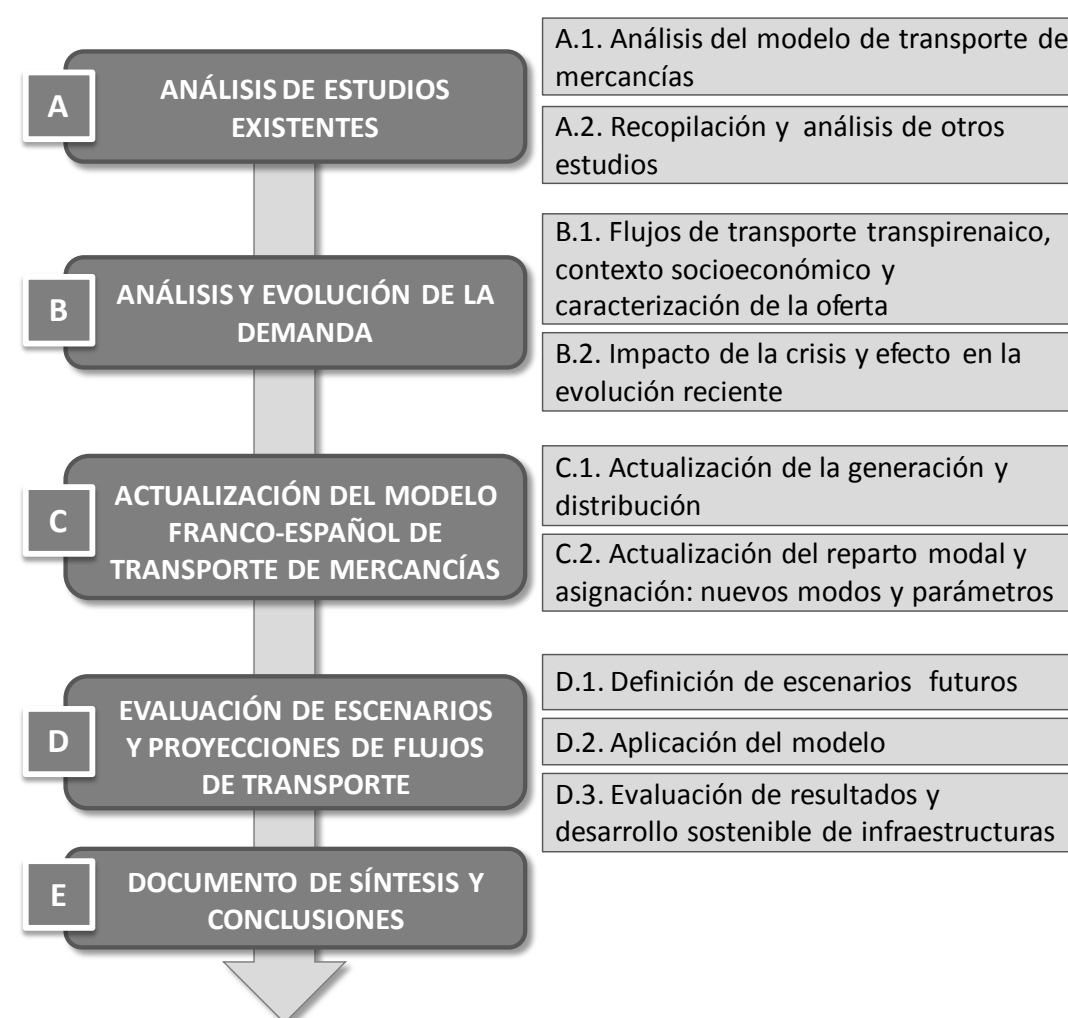 A
ANÁLISIS DE ESTUDIOS
EXISTENTES
A.1. Análisis del modelo de transporte de
mercancías
A.2. Recopilación y análisis de otros
estudios
B
ANÁLISIS Y EVOLUCIÓN DE LA
DEMANDA
B.1. Flujos de transporte transpirenaico,
contexto socioeconómico y
caracterización de la oferta
B.2. Impacto de la crisis y efecto en la
evolución reciente
C
ACTUALIZACIÓN DEL MODELO
FRANCO-ESPAÑOL DE
TRANSPORTE DE MERCANCÍAS
C.1. Actualización de la generación y
distribución
C.2. Actualización del reparto modal y
asignación: nuevos modos y parámetros
D
EVALUACIÓN DE ESCENARIOS
Y PROYECCIONES DE FLUJOS
DE TRANSPORTE
D.1. Definición de escenarios futuros
D.2. Aplicación del modelo
D.3. Evaluación de resultados y
desarrollo sostenible de infraestructuras
E
DOCUMENTO DE SÍNTESIS Y
CONCLUSIONES